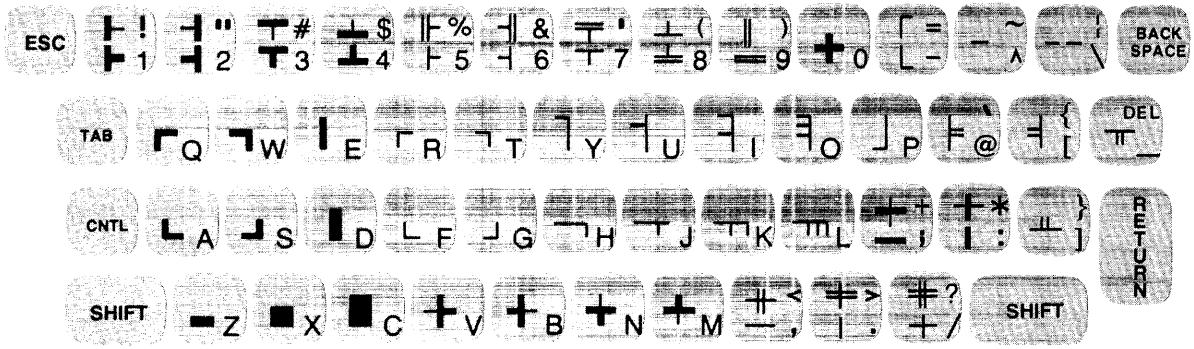 ESC ! 1 " 2 # 3 $ 4 % 5 & 6 ' 7 ( 8 ) 9 0 = - ~ ^ ¦ \ BACK SPACE
TAB Q W E R T Y U I O P ` @ { [ DEL _
CNTL A S D F G H J K L + ; * : } ] RETURN
SHIFT Z X C V B N M < , > . ? / SHIFT